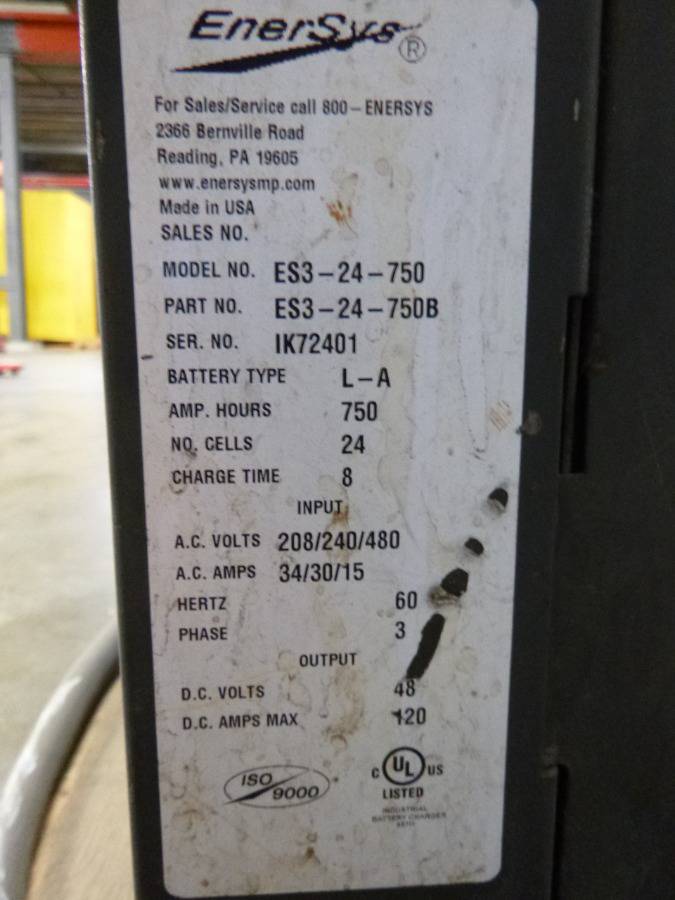 EnerSys ®
For Sales/Service call 800-ENERSYS
2366 Bernville Road
Reading, PA 19605
www.enersysmp.com
Made in USA
SALES NO.
MODEL NO. ES3-24-750
PART NO. ES3-24-750B
SER. NO. IK72401
BATTERY TYPE L-A
AMP. HOURS 750
NO. CELLS 24
CHARGE TIME 8
INPUT
A.C. VOLTS 208/240/480
A.C. AMPS 34/30/15
HERTZ 60
PHASE 3
OUTPUT
D.C. VOLTS 48
D.C. AMPS MAX 120
ISO 9000
C UL US
LISTED
INDUSTRIAL
BATTERY CHARGER